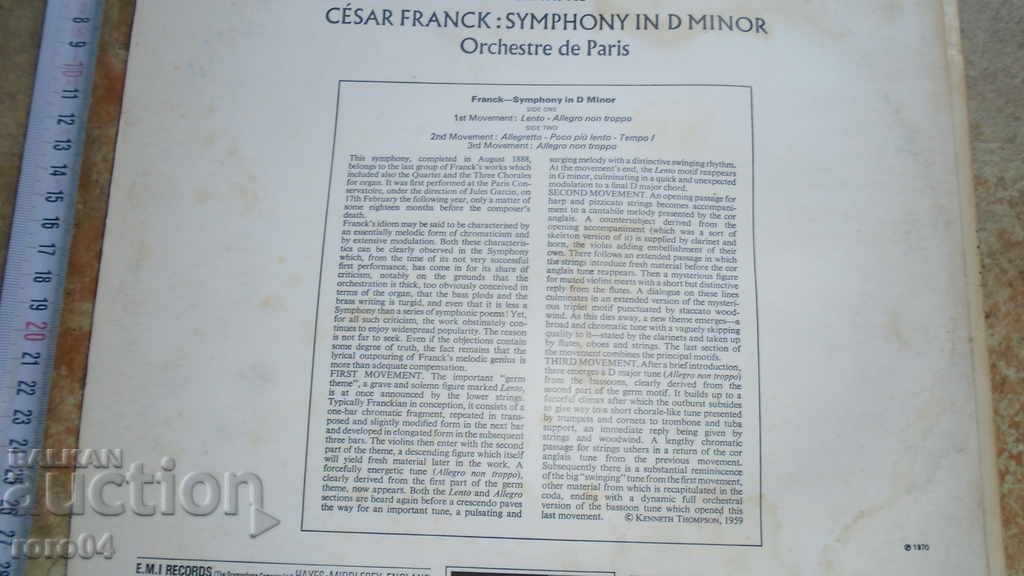 CÉSAR FRANCK : SYMPHONY IN D MINOR
Orchestre de Paris
Franck—Symphony in D Minor
SIDE ONE
1st Movement: Lento - Allegro non troppo
SIDE TWO
2nd Movement: Allegretto - Poco più lento - Tempo I
3rd Movement: Allegro non troppo
This symphony, completed in August 1888,
belongs to the last group of Franck's works which
included also the Quartet and the Three Chorales
for organ. It was first performed at the Paris Con-
servatoire, under the direction of Jules Garcin, on
17th February the following year, only a matter of
some eighteen months before the composer's
death.
Franck's idiom may be said to be characterised by
an essentially melodic form of chromaticism and
by extensive modulation. Both these characteris-
tics can be clearly observed in the Symphony
which, from the time of its not very successful
first performance, has come in for its share of
criticism, notably on the grounds that the
orchestration is thick, too obviously conceived in
terms of the organ, that the bass plods and the
brass writing is turgid, and even that it is less a
Symphony than a series of symphonic poems! Yet,
for all such criticism, the work obstinately con-
tinues to enjoy widespread popularity. The reason
is not far to seek. Even if the objections contain
some degree of truth, the fact remains that the
lyrical outpouring of Franck's melodic genius is
more than adequate compensation.
FIRST MOVEMENT. The important "germ
theme", a grave and solemn figure marked Lento,
is at once announced by the lower strings.
Typically Franckian in conception, it consists of a
one-bar chromatic fragment, repeated in trans-
posed and slightly modified form in the next bar
and developed in elongated form in the subsequent
three bars. The violins then enter with the second
part of the theme, a descending figure which itself
will yield fresh material later in the work. A
forcefully energetic tune (Allegro non troppo),
clearly derived from the first part of the germ
theme, now appears. Both the Lento and Allegro
sections are heard again before a crescendo paves
the way for an important tune, a pulsating and
surging melody with a distinctive swinging rhythm.
At the movement's end, the Lento motif reappears
in G minor, culminating in a quick and unexpected
modulation to a final D major chord.
SECOND MOVEMENT. An opening passage for
harp and pizzicato strings becomes accompani-
ment to a cantabile melody presented by the cor
anglais. A countersubject derived from the
opening accompaniment (which was a sort of
skeleton version of it) is supplied by clarinet and
horn, the violas adding embellishment of their
own. There follows an extended passage in which
the strings introduce fresh material before the cor
anglais tune reappears. Then a mysterious figure
for muted violins meets with a short but distinctive
reply from the flutes. A dialogue on these lines
culminates in an extended version of the mysteri-
ous triplet motif punctuated by staccato wood-
wind. As this dies away, a new theme emerges—a
broad and chromatic tune with a vaguely skipping
quality to it—stated by the clarinets and taken up
by flutes, oboes and strings. The last section of
the movement combines the principal motifs.
THIRD MOVEMENT. After a brief introduction,
there emerges a D major tune (Allegro non troppo)
from the bassoons, clearly derived from the
second part of the germ motif. It builds up to a
forceful climax after which the outburst subsides
to give way to a short chorale-like tune presented
by trumpets and cornets to trombone and tuba
support, an immediate reply being given by
strings and woodwind. A lengthy chromatic
passage for strings ushers in a return of the cor
anglais tune from the previous movement.
Subsequently there is a substantial reminiscence
of the big "swinging" tune from the first movement,
other material from which is recapitulated in the
coda, ending with a dynamic full orchestral
version of the bassoon tune which opened this
last movement. © KENNETH THOMPSON, 1959
℗ 1970
E.M.I RECORDS HAYES · MIDDLESEX · ENGLAND
8
9
10
11
12
13
14
15
16
17
18
19
20
21
22
23
24
25
26
27
28
BALKAN
auction
roro04